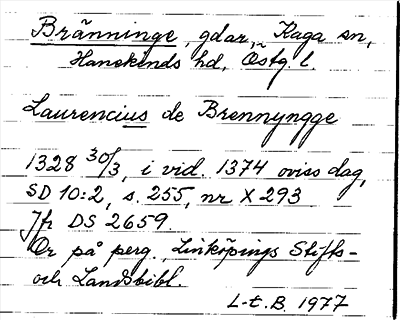 Bränninge, gdar, Kaga sn,
Hanekinds hd, Östg l.
Laurencius de Brennyngge
1328 30/3, i vid. 1374 oviss dag,
SD 10:2, s. 255, nr X 293
Jfr DS 2659.
Or på perg. Linköpings Stifts-
och Landsbibl.
L-t. B. 1977